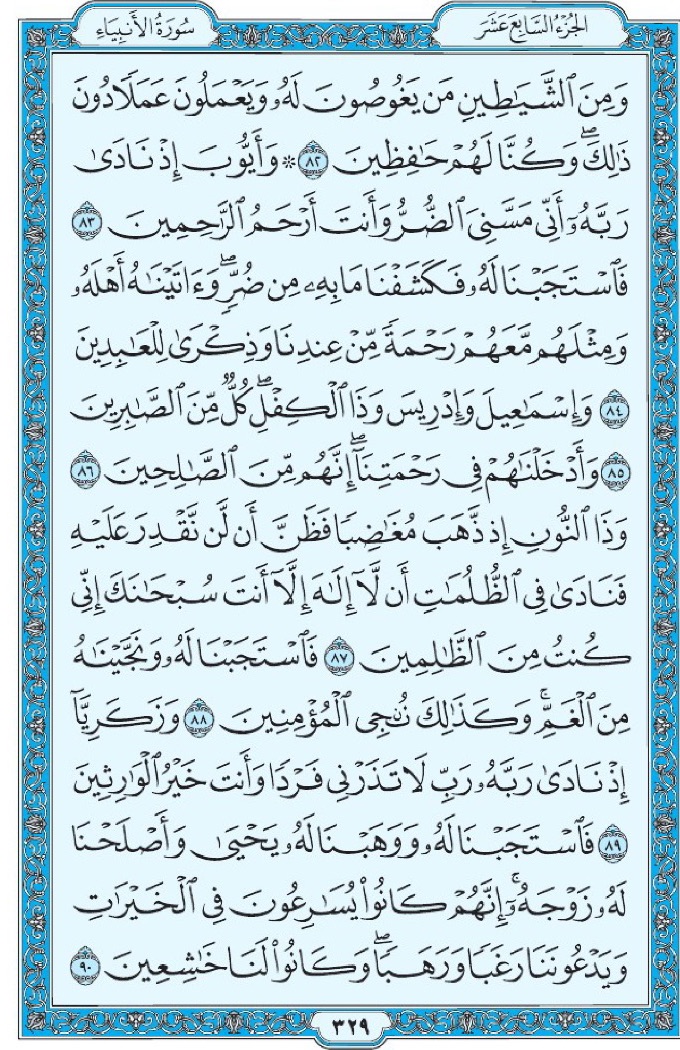 الجزء السابع عشر
سورة الأنبياء
وَمِنَ ٱلشَّيَٰطِينِ مَن يَغُوصُونَ لَهُۥ وَيَعْمَلُونَ عَمَلًا دُونَ
ذَٰلِكَۖ وَكُنَّا لَهُمْ حَٰفِظِينَ ٨٢ ۞ وَأَيُّوبَ إِذْ نَادَىٰ
رَبَّهُۥٓ أَنِّي مَسَّنِيَ ٱلضُّرُّ وَأَنتَ أَرْحَمُ ٱلرَّٰحِمِينَ ٨٣
فَٱسْتَجَبْنَا لَهُۥ فَكَشَفْنَا مَا بِهِۦ مِن ضُرٍّۖ وَءَاتَيْنَٰهُ أَهْلَهُۥ
وَمِثْلَهُم مَّعَهُمْ رَحْمَةً مِّنْ عِندِنَا وَذِكْرَىٰ لِلْعَٰبِدِينَ
٨٤ وَإِسْمَٰعِيلَ وَإِدْرِيسَ وَذَا ٱلْكِفْلِۖ كُلٌّ مِّنَ ٱلصَّٰبِرِينَ
٨٥ وَأَدْخَلْنَٰهُمْ فِي رَحْمَتِنَآۖ إِنَّهُم مِّنَ ٱلصَّٰلِحِينَ ٨٦
وَذَا ٱلنُّونِ إِذ ذَّهَبَ مُغَٰضِبًا فَظَنَّ أَن لَّن نَّقْدِرَ عَلَيْهِ
فَنَادَىٰ فِي ٱلظُّلُمَٰتِ أَن لَّآ إِلَٰهَ إِلَّآ أَنتَ سُبْحَٰنَكَ إِنِّي
كُنتُ مِنَ ٱلظَّٰلِمِينَ ٨٧ فَٱسْتَجَبْنَا لَهُۥ وَنَجَّيْنَٰهُ
مِنَ ٱلْغَمِّۚ وَكَذَٰلِكَ نُـۨجِي ٱلْمُؤْمِنِينَ ٨٨ وَزَكَرِيَّآ
إِذْ نَادَىٰ رَبَّهُۥ رَبِّ لَا تَذَرْنِي فَرْدًا وَأَنتَ خَيْرُ ٱلْوَٰرِثِينَ
٨٩ فَٱسْتَجَبْنَا لَهُۥ وَوَهَبْنَا لَهُۥ يَحْيَىٰ وَأَصْلَحْنَا
لَهُۥ زَوْجَهُۥٓۚ إِنَّهُمْ كَانُوا۟ يُسَٰرِعُونَ فِي ٱلْخَيْرَٰتِ
وَيَدْعُونَنَا رَغَبًا وَرَهَبًاۖ وَكَانُوا۟ لَنَا خَٰشِعِينَ ٩٠
٣٢٩